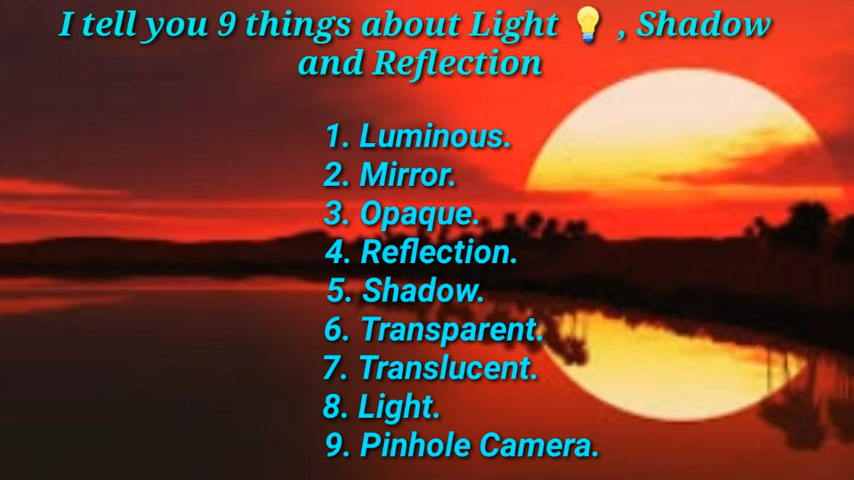 I tell you 9 things about Light 💡 , Shadow
and Reflection
1. Luminous.
2. Mirror.
3. Opaque.
4. Reflection.
5. Shadow.
6. Transparent.
7. Translucent.
8. Light.
9. Pinhole Camera.